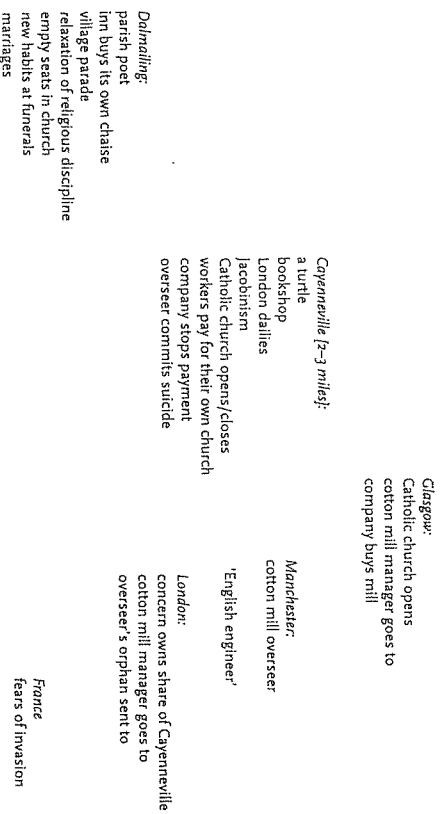 Glasgow:
Catholic church opens
cotton mill manager goes to
company buys mill
Manchester:
cotton mill overseer
'English engineer'
London:
concern owns share of Cayenneville
cotton mill manager goes to
overseer's orphan sent to
France
fears of invasion
Cayenneville [2–3 miles]:
a turtle
bookshop
London dailies
Jacobinism
Catholic church opens/closes
workers pay for their own church
company stops payment
overseer commits suicide
Dalmailing:
parish poet
inn buys its own chaise
village parade
relaxation of religious discipline
empty seats in church
new habits at funerals
marriages